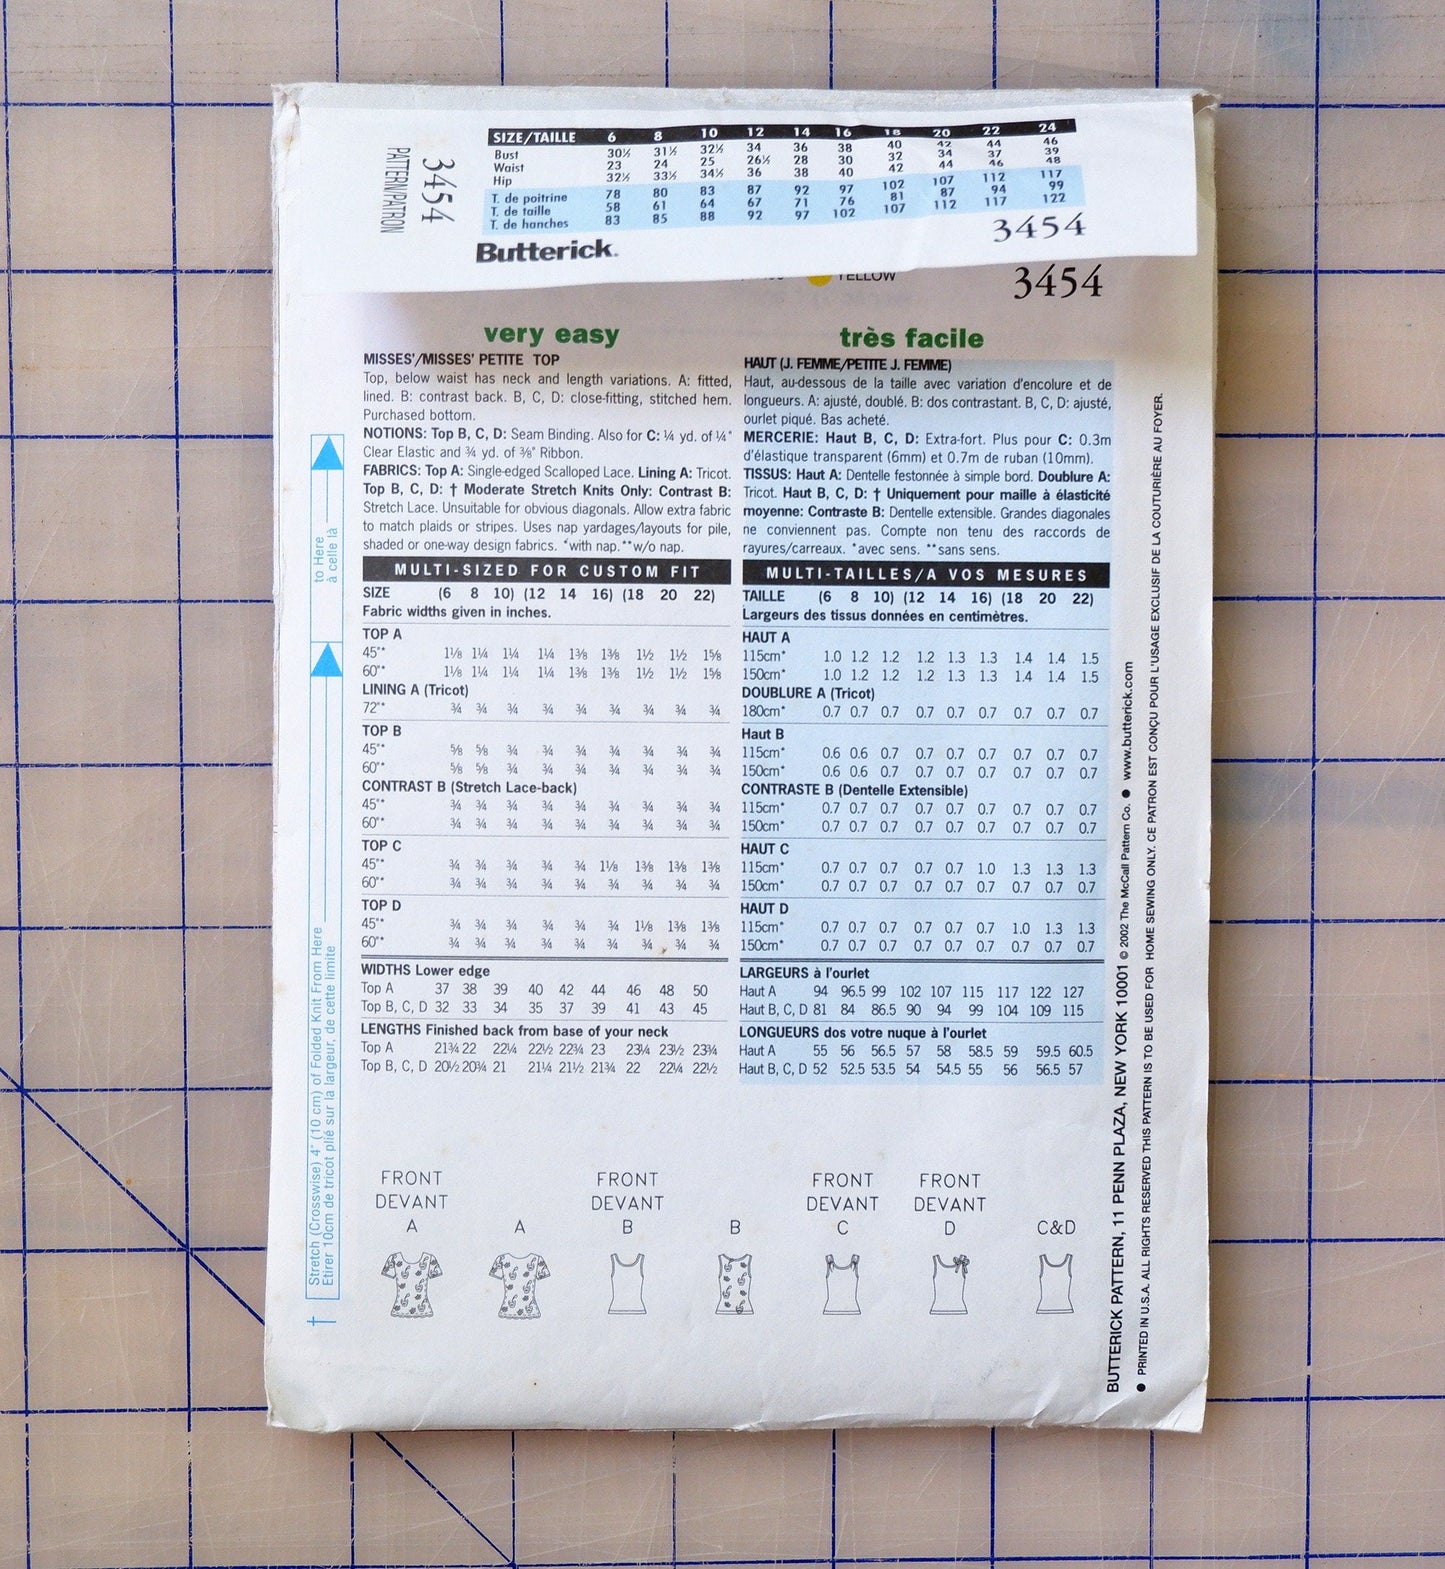 PATTERN/PATRON
3454
SIZE/TAILLE 6 8 10 12 14 16 18 20 22 24
Bust 30½ 31½ 32½ 34 36 38 40 42 44 46
Waist 23 24 25 26½ 28 30 32 34 37 39
Hip 32½ 33½ 34½ 36 38 40 42 44 46 48
T. de poitrine 78 80 83 87 92 97 102 107 112 117
T. de taille 58 61 64 67 71 76 81 87 94 99
T. de hanches 83 85 88 92 97 102 107 112 117 122
3454
Butterick.
YELLOW
3454
very easy
MISSES'/MISSES' PETITE TOP
Top, below waist has neck and length variations. A: fitted,
lined. B: contrast back. B, C, D: close-fitting, stitched hem.
Purchased bottom.
NOTIONS: Top B, C, D: Seam Binding. Also for C: ¼ yd. of ¼"
Clear Elastic and ¾ yd. of ⅜" Ribbon.
FABRICS: Top A: Single-edged Scalloped Lace. Lining A: Tricot.
Top B, C, D: † Moderate Stretch Knits Only: Contrast B:
Stretch Lace. Unsuitable for obvious diagonals. Allow extra fabric
to match plaids or stripes. Uses nap yardages/layouts for pile,
shaded or one-way design fabrics. *with nap. **w/o nap.
MULTI-SIZED FOR CUSTOM FIT
SIZE (6 8 10) (12 14 16) (18 20 22)
Fabric widths given in inches.
TOP A
45"* 1⅛ 1¼ 1¼ 1¼ 1⅜ 1⅜ 1½ 1½ 1⅝
60"* 1⅛ 1¼ 1¼ 1¼ 1⅜ 1⅜ 1½ 1½ 1⅝
LINING A (Tricot)
72"* ¾ ¾ ¾ ¾ ¾ ¾ ¾ ¾ ¾
TOP B
45"* ⅝ ⅝ ¾ ¾ ¾ ¾ ¾ ¾ ¾
60"* ⅝ ⅝ ¾ ¾ ¾ ¾ ¾ ¾ ¾
CONTRAST B (Stretch Lace-back)
45"* ¾ ¾ ¾ ¾ ¾ ¾ ¾ ¾ ¾
60"* ¾ ¾ ¾ ¾ ¾ ¾ ¾ ¾ ¾
TOP C
45"* ¾ ¾ ¾ ¾ ¾ 1⅛ 1⅜ 1⅜ 1⅜
60"* ¾ ¾ ¾ ¾ ¾ ¾ ¾ ¾ ¾
TOP D
45"* ¾ ¾ ¾ ¾ ¾ ¾ 1⅛ 1⅜ 1⅜
60"* ¾ ¾ ¾ ¾ ¾ ¾ ¾ ¾ ¾
WIDTHS Lower edge
Top A 37 38 39 40 42 44 46 48 50
Top B, C, D 32 33 34 35 37 39 41 43 45
LENGTHS Finished back from base of your neck
Top A 21¾ 22 22¼ 22½ 22¾ 23 23¼ 23½ 23¾
Top B, C, D 20½ 20¾ 21 21¼ 21½ 21¾ 22 22¼ 22½
très facile
HAUT (J. FEMME/PETITE J. FEMME)
Haut, au-dessous de la taille avec variation d'encolure et de
longueurs. A: ajusté, doublé. B: dos contrastant. B, C, D: ajusté,
ourlet piqué. Bas acheté.
MERCERIE: Haut B, C, D: Extra-fort. Plus pour C: 0.3m
d'élastique transparent (6mm) et 0.7m de ruban (10mm).
TISSUS: Haut A: Dentelle festonnée à simple bord. Doublure A:
Tricot. Haut B, C, D: † Uniquement pour maille à élasticité
moyenne: Contraste B: Dentelle extensible. Grandes diagonales
ne conviennent pas. Compte non tenu des raccords de
rayures/carreaux. *avec sens. **sans sens.
MULTI-TAILLES/A VOS MESURES
TAILLE (6 8 10) (12 14 16) (18 20 22)
Largeurs des tissus données en centimètres.
HAUT A
115cm* 1.0 1.2 1.2 1.2 1.3 1.3 1.4 1.4 1.5
150cm* 1.0 1.2 1.2 1.2 1.3 1.3 1.4 1.4 1.5
DOUBLURE A (Tricot)
180cm* 0.7 0.7 0.7 0.7 0.7 0.7 0.7 0.7 0.7
Haut B
115cm* 0.6 0.6 0.7 0.7 0.7 0.7 0.7 0.7 0.7
150cm* 0.6 0.6 0.7 0.7 0.7 0.7 0.7 0.7 0.7
CONTRASTE B (Dentelle Extensible)
115cm* 0.7 0.7 0.7 0.7 0.7 0.7 0.7 0.7 0.7
150cm* 0.7 0.7 0.7 0.7 0.7 0.7 0.7 0.7 0.7
HAUT C
115cm* 0.7 0.7 0.7 0.7 0.7 1.0 1.3 1.3 1.3
150cm* 0.7 0.7 0.7 0.7 0.7 0.7 0.7 0.7 0.7
HAUT D
115cm* 0.7 0.7 0.7 0.7 0.7 0.7 1.0 1.3 1.3
150cm* 0.7 0.7 0.7 0.7 0.7 0.7 0.7 0.7 0.7
LARGEURS à l'ourlet
Haut A 94 96.5 99 102 107 115 117 122 127
Haut B, C, D 81 84 86.5 90 94 99 104 109 115
LONGUEURS dos votre nuque à l'ourlet
Haut A 55 56 56.5 57 58 58.5 59 59.5 60.5
Haut B, C, D 52 52.5 53.5 54 54.5 55 56 56.5 57
FRONT FRONT FRONT FRONT
DEVANT DEVANT DEVANT DEVANT
A A B B C D C&D
† Stretch (Crosswise) 4" (10 cm) of Folded Knit From Here
Etirer 10cm de tricot plié sur la largeur, de cette limite
to Here
à celle là
BUTTERICK PATTERN, 11 PENN PLAZA, NEW YORK 10001 © 2002 The McCall Pattern Co. ● www.butterick.com
● PRINTED IN U.S.A. ALL RIGHTS RESERVED THIS PATTERN IS TO BE USED FOR HOME SEWING ONLY. CE PATRON EST CONÇU POUR L'USAGE EXCLUSIF DE LA COUTURIÈRE AU FOYER.